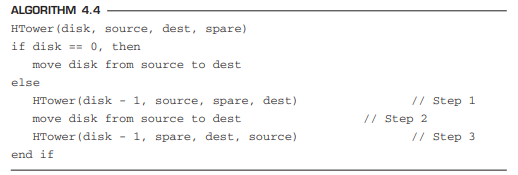 ALGORITHM 4.4
HTower(disk, source, dest, spare)
if disk == 0, then
move disk from source to dest
else
HTower(disk - 1, source, spare, dest) // Step 1
move disk from source to dest // Step 2
HTower(disk - 1, spare, dest, source) // Step 3
end if